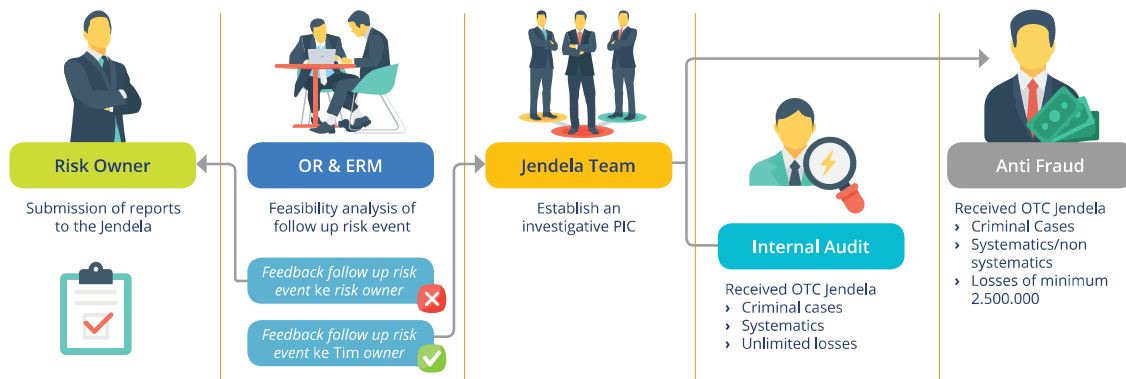 Risk Owner
Submission of reports
to the Jendela
OR & ERM
Feasibility analysis of
follow up risk event
Feedback follow up risk
event ke risk owner
Feedback follow up risk
event ke Tim owner
Jendela Team
Establish an
investigative PIC
Internal Audit
Received OTC Jendela
› Criminal cases
› Systematics
› Unlimited losses
Anti Fraud
Received OTC Jendela
› Criminal Cases
› Systematics/non
systematics
› Losses of minimum
2.500.000